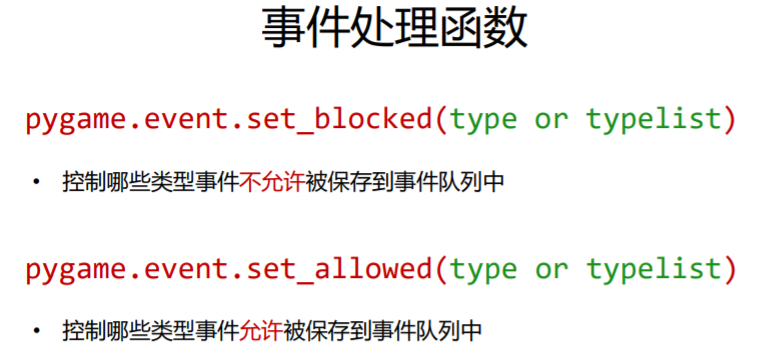 事件处理函数
pygame.event.set_blocked(type or typelist)
• 控制哪些类型事件不允许被保存到事件队列中
pygame.event.set_allowed(type or typelist)
• 控制哪些类型事件允许被保存到事件队列中